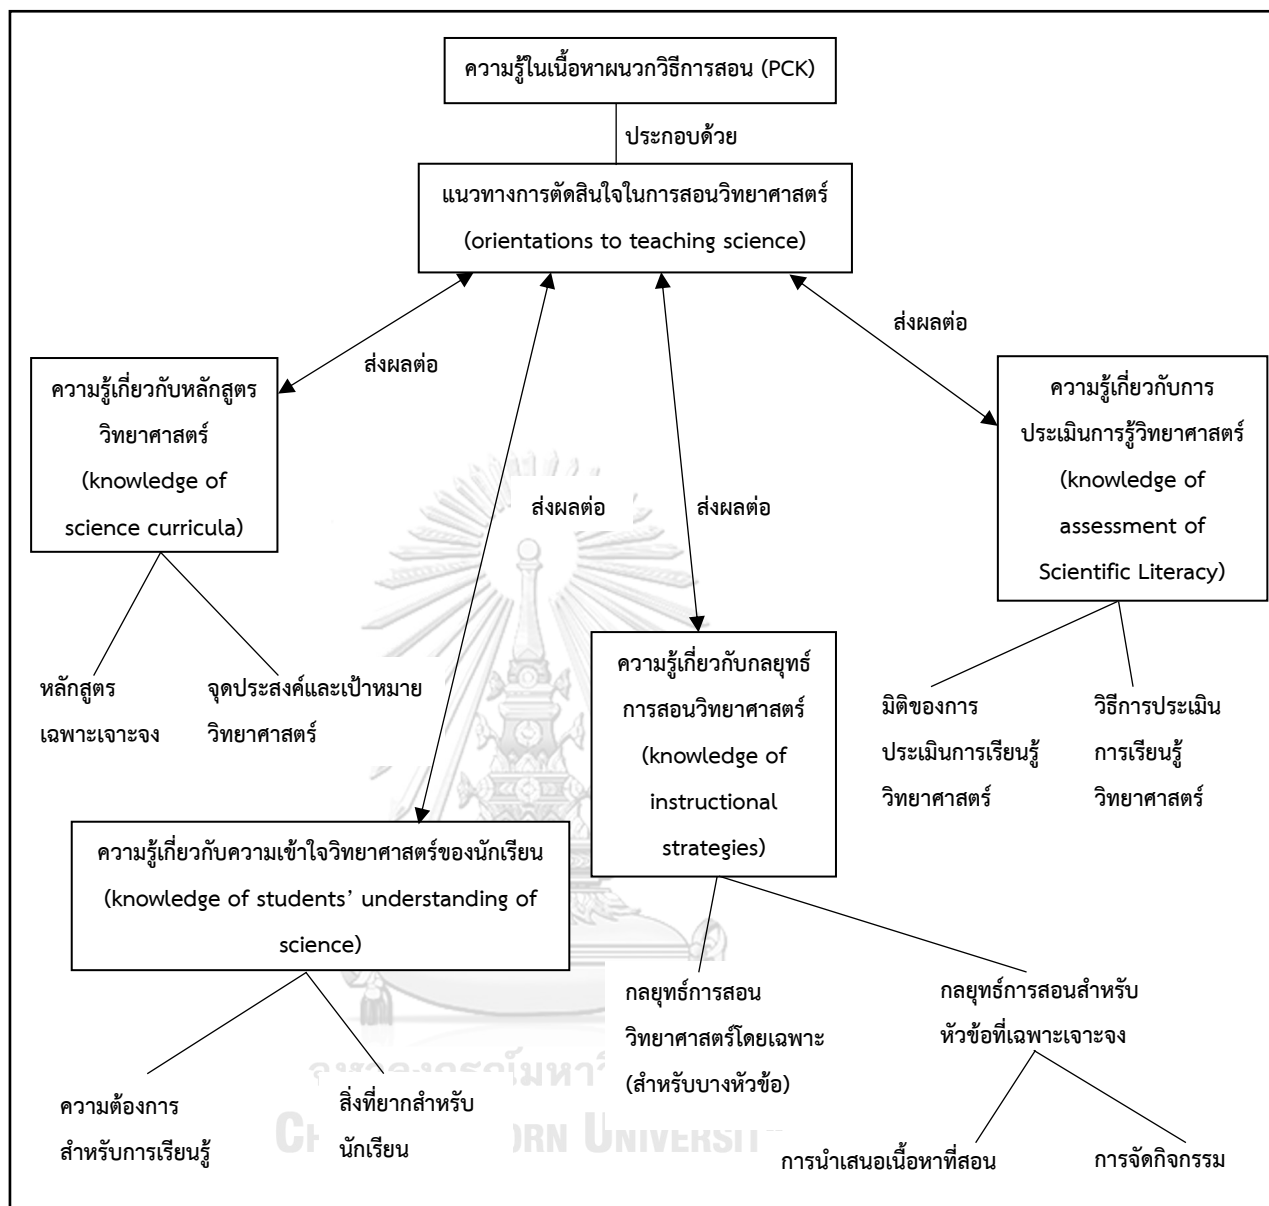 ความรู้ในเนื้อหาผนวกวิธีการสอน (PCK)
ประกอบด้วย
แนวทางการตัดสินใจในการสอนวิทยาศาสตร์
(orientations to teaching science)
ส่งผลต่อ
ส่งผลต่อ
ส่งผลต่อ
ส่งผลต่อ
ความรู้เกี่ยวกับหลักสูตร
วิทยาศาสตร์
(knowledge of
science curricula)
ความรู้เกี่ยวกับการ
ประเมินการรู้วิทยาศาสตร์
(knowledge of
assessment of
Scientific Literacy)
หลักสูตร
เฉพาะเจาะจง
จุดประสงค์และเป้าหมาย
วิทยาศาสตร์
ความรู้เกี่ยวกับกลยุทธ์
การสอนวิทยาศาสตร์
(knowledge of
instructional
strategies)
มิติของการ
ประเมินการเรียนรู้
วิทยาศาสตร์
วิธีการประเมิน
การเรียนรู้
วิทยาศาสตร์
ความรู้เกี่ยวกับความเข้าใจวิทยาศาสตร์ของนักเรียน
(knowledge of students’ understanding of
science)
กลยุทธ์การสอน
วิทยาศาสตร์โดยเฉพาะ
(สำหรับบางหัวข้อ)
กลยุทธ์การสอนสำหรับ
หัวข้อที่เฉพาะเจาะจง
ความต้องการ
สำหรับการเรียนรู้
สิ่งที่ยากสำหรับ
นักเรียน
การนำเสนอเนื้อหาที่สอน
การจัดกิจกรรม